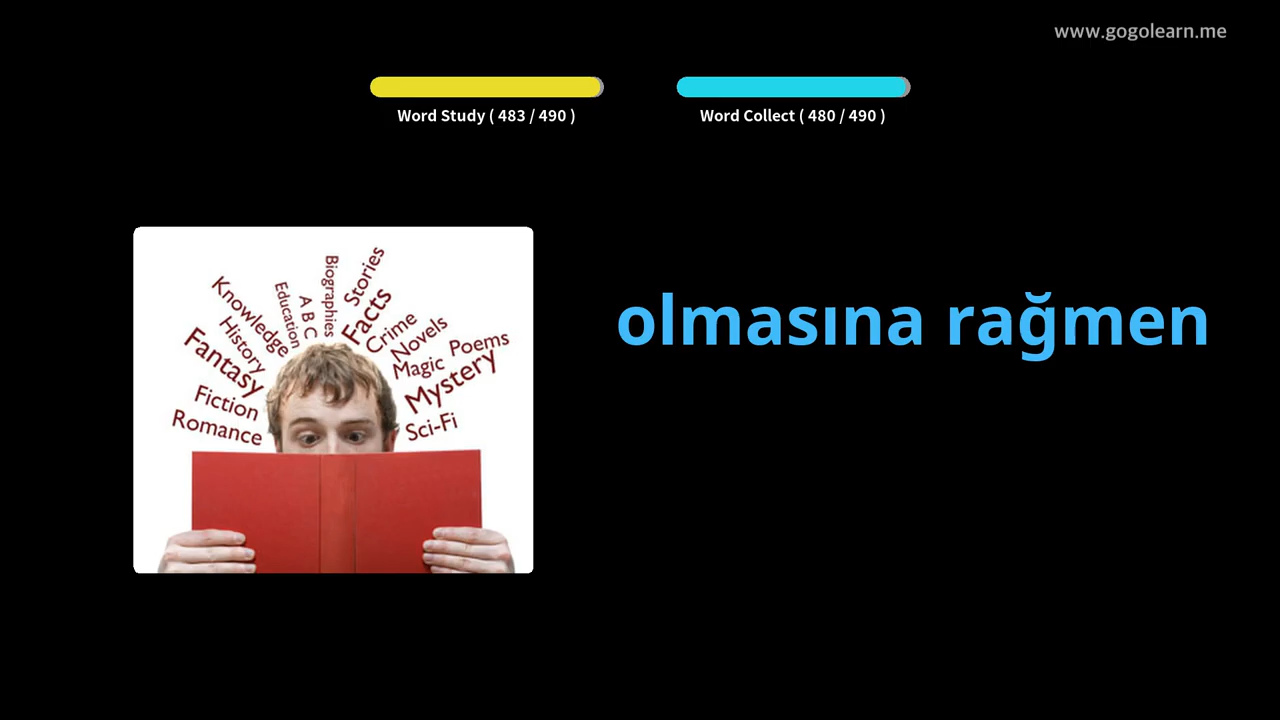 www.gogolearn.me
Word Study ( 483 / 490 )
Word Collect ( 480 / 490 )
Knowledge
Education
A B C
Biographies
Stories
Facts
History
Crime
Novels
Fantasy
Magic
Poems
Mystery
Fiction
Romance
Sci-Fi
olmasına rağmen